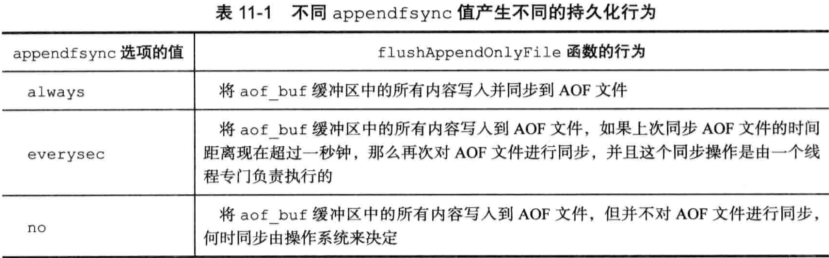 表 11-1 不同 appendfsync 值产生不同的持久化行为
appendfsync 选项的值 flushAppendOnlyFile 函数的行为
always 将 aof_buf 缓冲区中的所有内容写入并同步到 AOF 文件
将 aof_buf 缓冲区中的所有内容写入到 AOF 文件，如果上次同步 AOF 文件的时间
everysec 距离现在超过一秒钟，那么再次对 AOF 文件进行同步，并且这个同步操作是由一个线
程专门负责执行的
将 aof_buf 缓冲区中的所有内容写入到 AOF 文件，但并不对 AOF 文件进行同步，
no 何时同步由操作系统来决定